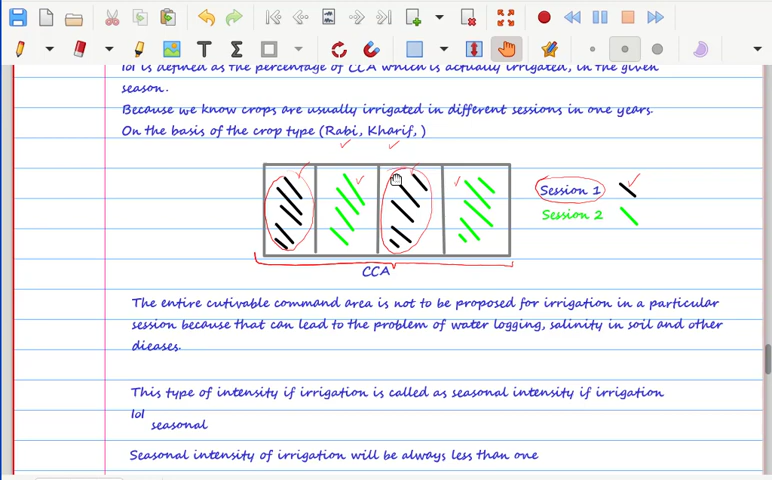 IoI is defined as the percentage of CCA which is actually irrigated, in the given
season.
Because we know crops are usually irrigated in different sessions in one years.
On the basis of the crop type (Rabi, Kharif, )
Session 1
Session 2
CCA
The entire cutivable command area is not to be proposed for irrigation in a particular
session because that can lead to the problem of water logging, salinity in soil and other
dieases.
This type of intensity if irrigation is called as seasonal intensity if irrigation
IoI
seasonal
Seasonal intensity of irrigation will be always less than one